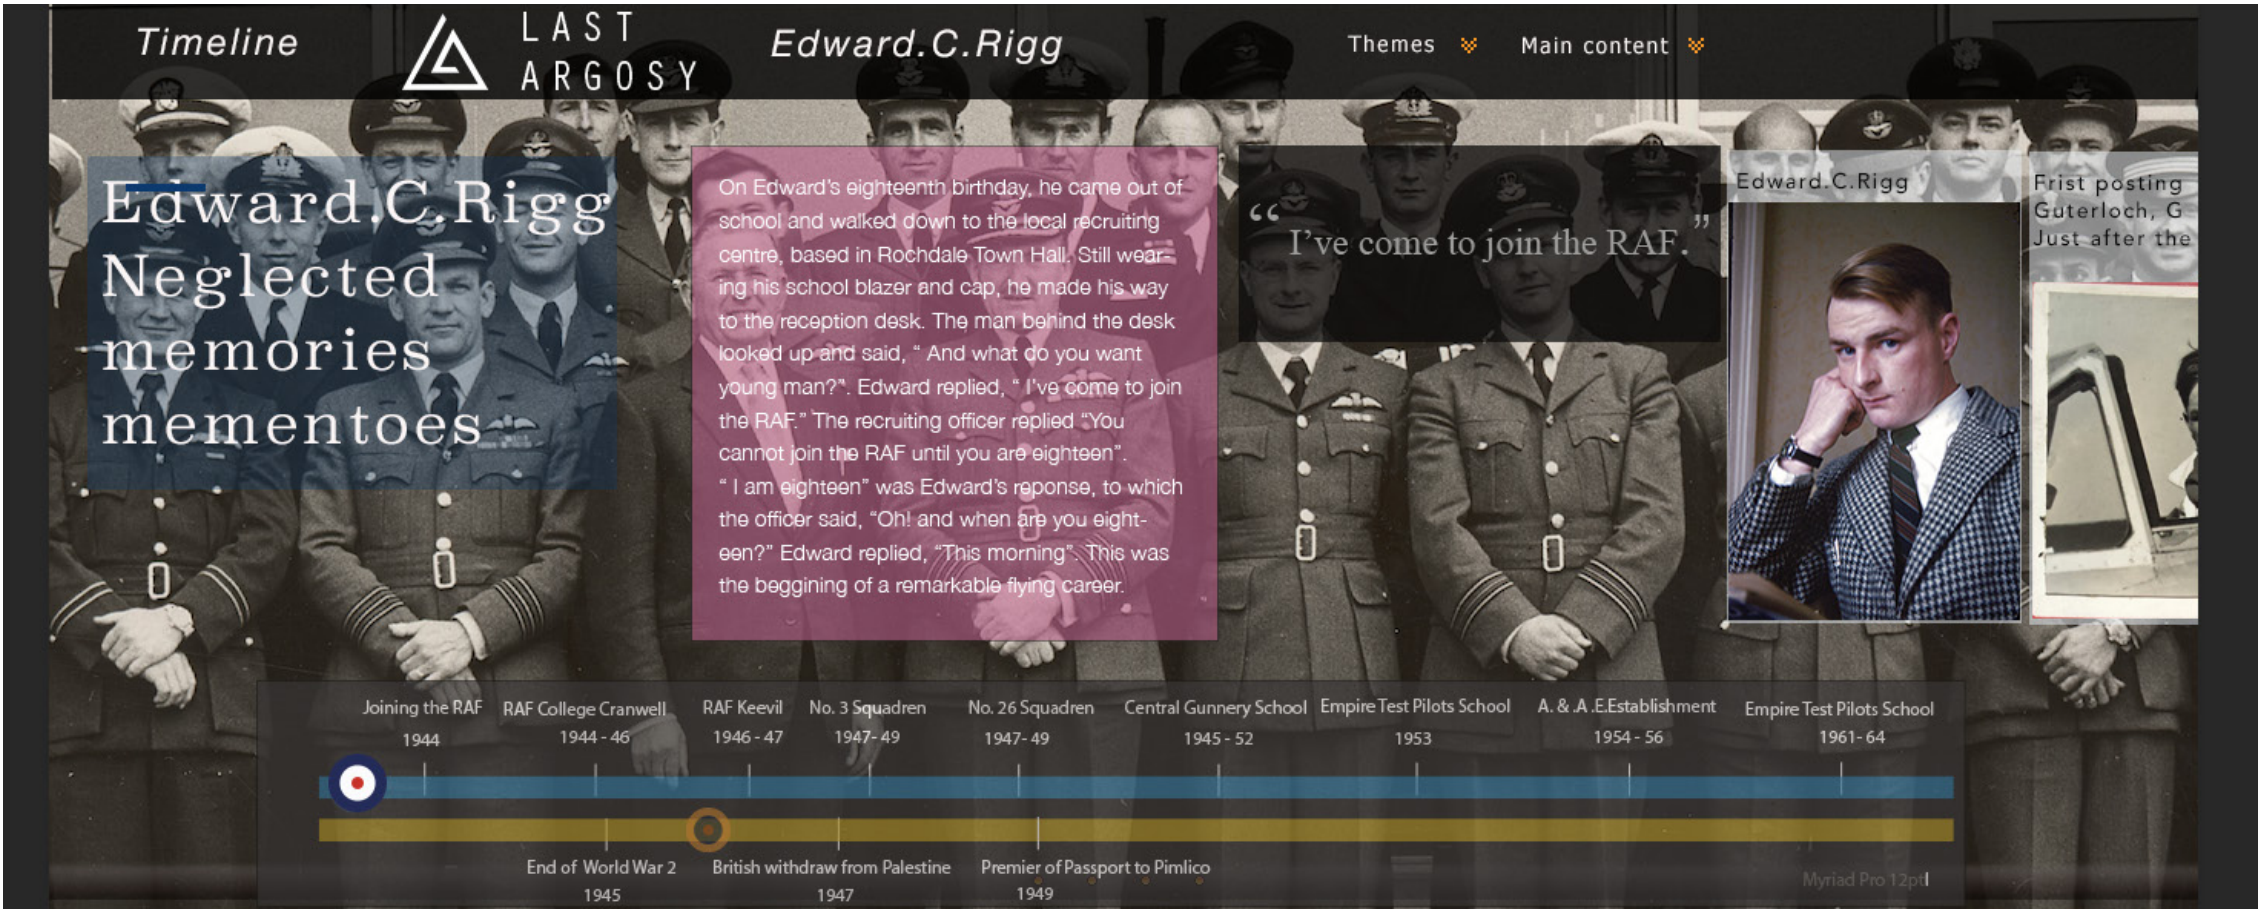 Timeline
LAST
ARGOSY
Edward.C.Rigg
Themes
Main content
Edward.C.Rigg
Neglected
memories
mementoes
On Edward's eighteenth birthday, he came out of
school and walked down to the local recruiting
centre, based in Rochdale Town Hall. Still wear-
ing his school blazer and cap, he made his way
to the reception desk. The man behind the desk
looked up and said, “ And what do you want
young man?”. Edward replied, “ I've come to join
the RAF.” The recruiting officer replied “You
cannot join the RAF until you are eighteen”.
“ I am eighteen” was Edward's reponse, to which
the officer said, “Oh! and when are you eight-
een?” Edward replied, “This morning”. This was
the beggining of a remarkable flying career.
“ I've come to join the RAF. ”
Edward.C.Rigg
Frist posting
Guterloch, G
Just after the
Joining the RAF
1944
RAF College Cranwell
1944 - 46
RAF Keevil
1946 - 47
No. 3 Squadren
1947- 49
No. 26 Squadren
1947- 49
Central Gunnery School
1945 - 52
Empire Test Pilots School
1953
A. & .A .E.Establishment
1954 - 56
Empire Test Pilots School
1961- 64
End of World War 2
1945
British withdraw from Palestine
1947
Premier of Passport to Pimlico
1949
Myriad Pro 12pt